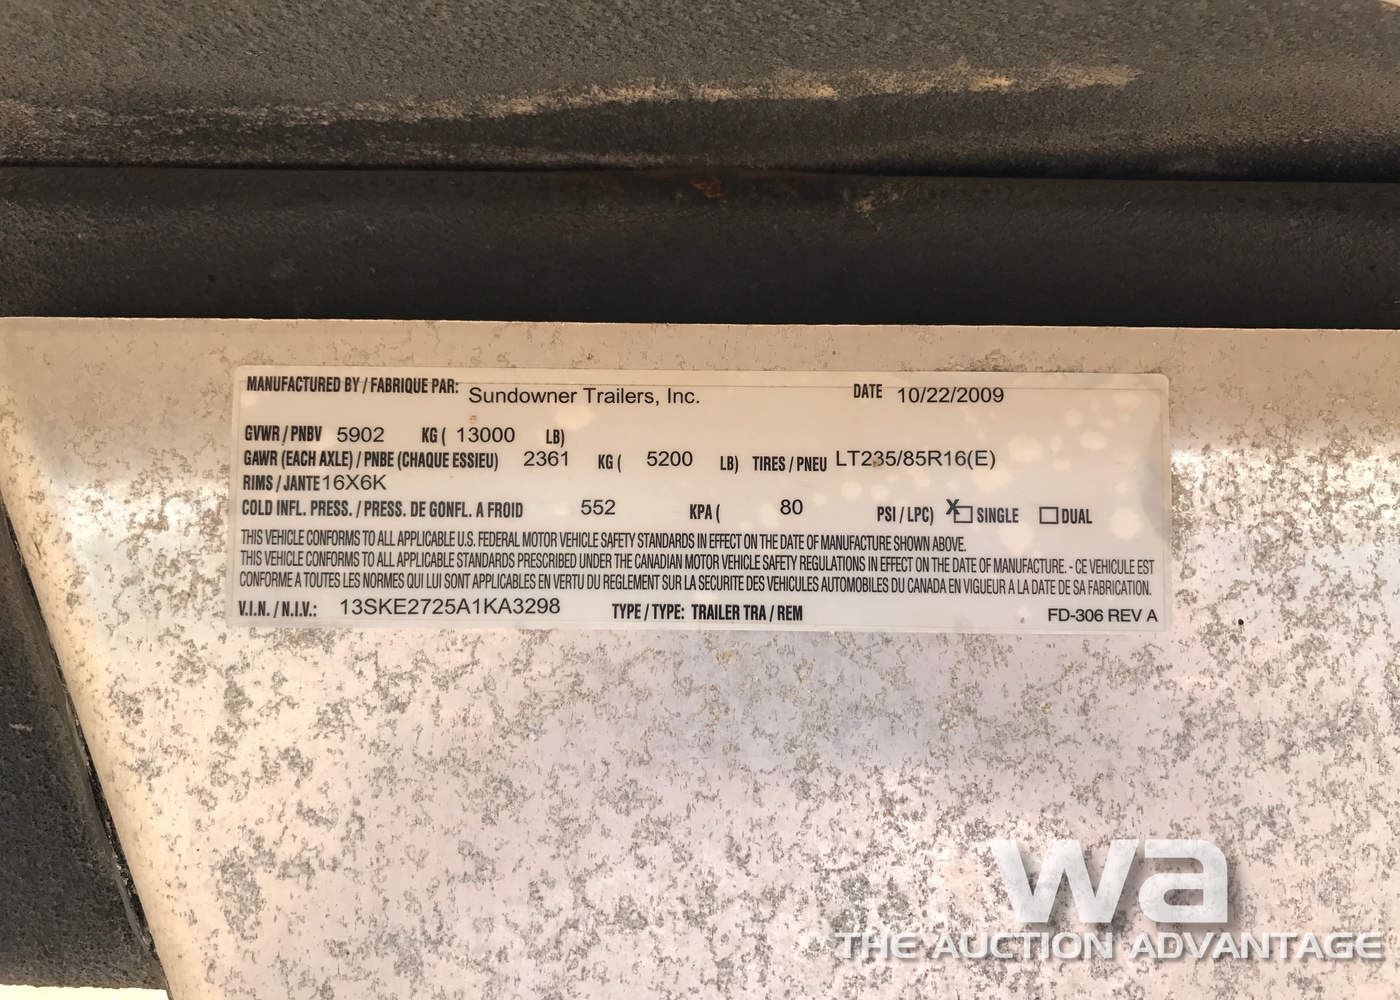 MANUFACTURED BY / FABRIQUE PAR: Sundowner Trailers, Inc. DATE 10/22/2009
GVWR / PNBV 5902 KG ( 13000 LB)
GAWR (EACH AXLE) / PNBE (CHAQUE ESSIEU) 2361 KG ( 5200 LB) TIRES / PNEU LT235/85R16(E)
RIMS / JANTE 16X6K
COLD INFL. PRESS. / PRESS. DE GONFL. A FROID 552 KPA ( 80 PSI / LPC) X SINGLE DUAL
THIS VEHICLE CONFORMS TO ALL APPLICABLE U.S. FEDERAL MOTOR VEHICLE SAFETY STANDARDS IN EFFECT ON THE DATE OF MANUFACTURE SHOWN ABOVE.
THIS VEHICLE CONFORMS TO ALL APPLICABLE STANDARDS PRESCRIBED UNDER THE CANADIAN MOTOR VEHICLE SAFETY REGULATIONS IN EFFECT ON THE DATE OF MANUFACTURE. - CE VEHICULE EST
CONFORME A TOUTES LES NORMES QUI LUI SONT APPLICABLES EN VERTU DU REGLEMENT SUR LA SECURITE DES VEHICULES AUTOMOBILES DU CANADA EN VIGUEUR A LA DATE DE SA FABRICATION.
V.I.N. / N.I.V.: 13SKE2725A1KA3298 TYPE / TYPE: TRAILER TRA / REM FD-306 REV A
wa
THE AUCTION ADVANTAGE